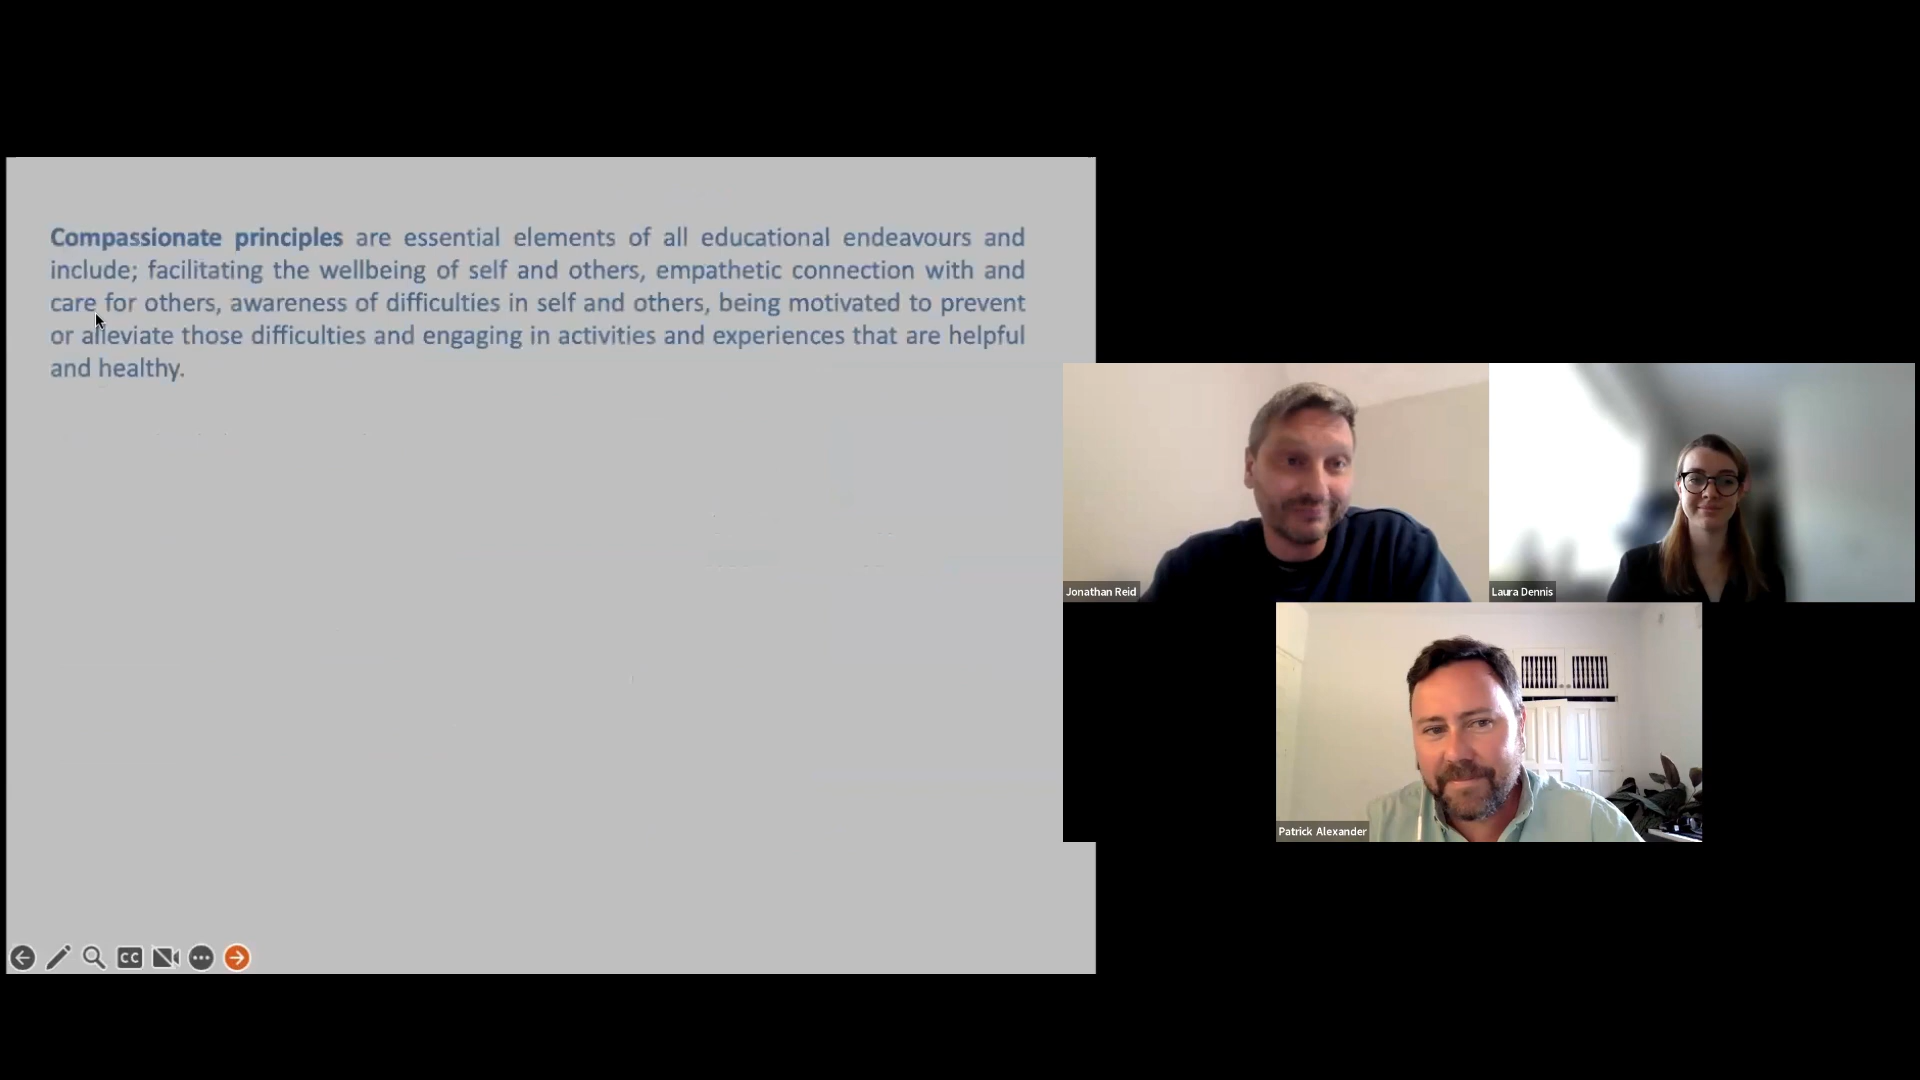 Compassionate principles are essential elements of all educational endeavours and
include; facilitating the wellbeing of self and others, empathetic connection with and
care for others, awareness of difficulties in self and others, being motivated to prevent
or alleviate those difficulties and engaging in activities and experiences that are helpful
and healthy.
Jonathan Reid
Laura Dennis
Patrick Alexander
CC